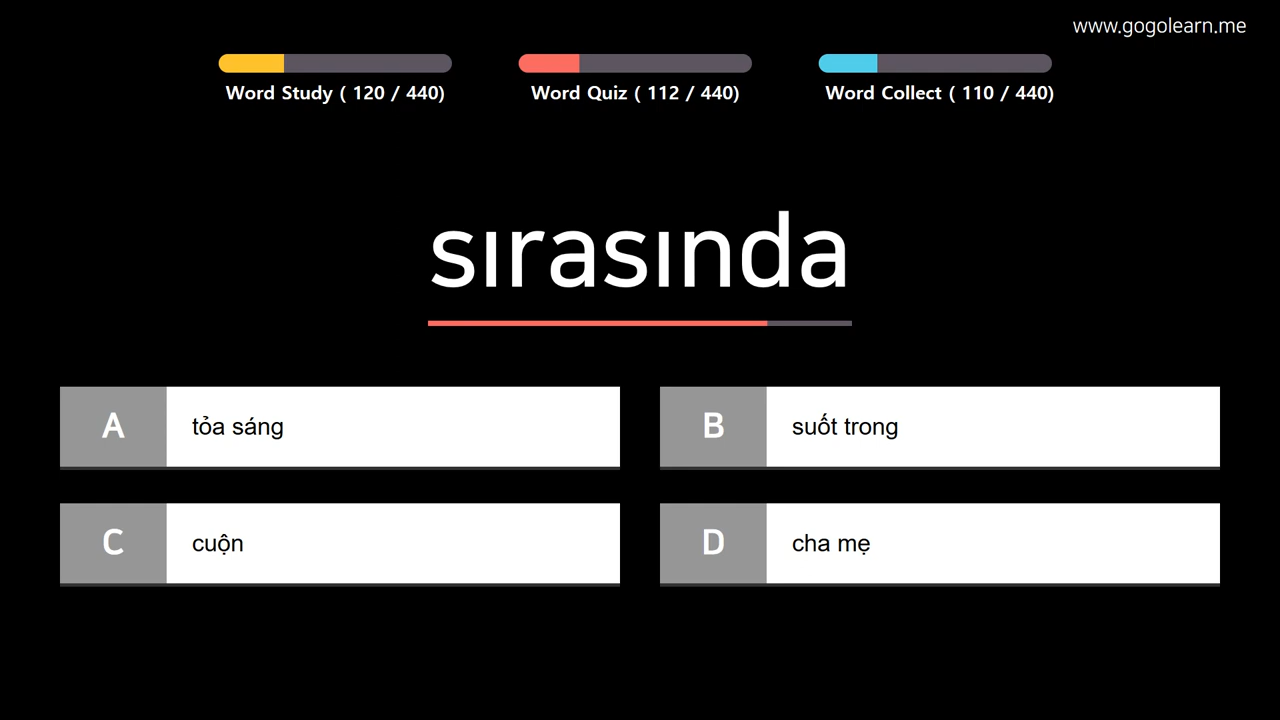 www.gogolearn.me
Word Study ( 120 / 440)
Word Quiz ( 112 / 440)
Word Collect ( 110 / 440)
sırasında
A
tỏa sáng
B
suốt trong
C
cuộn
D
cha mẹ